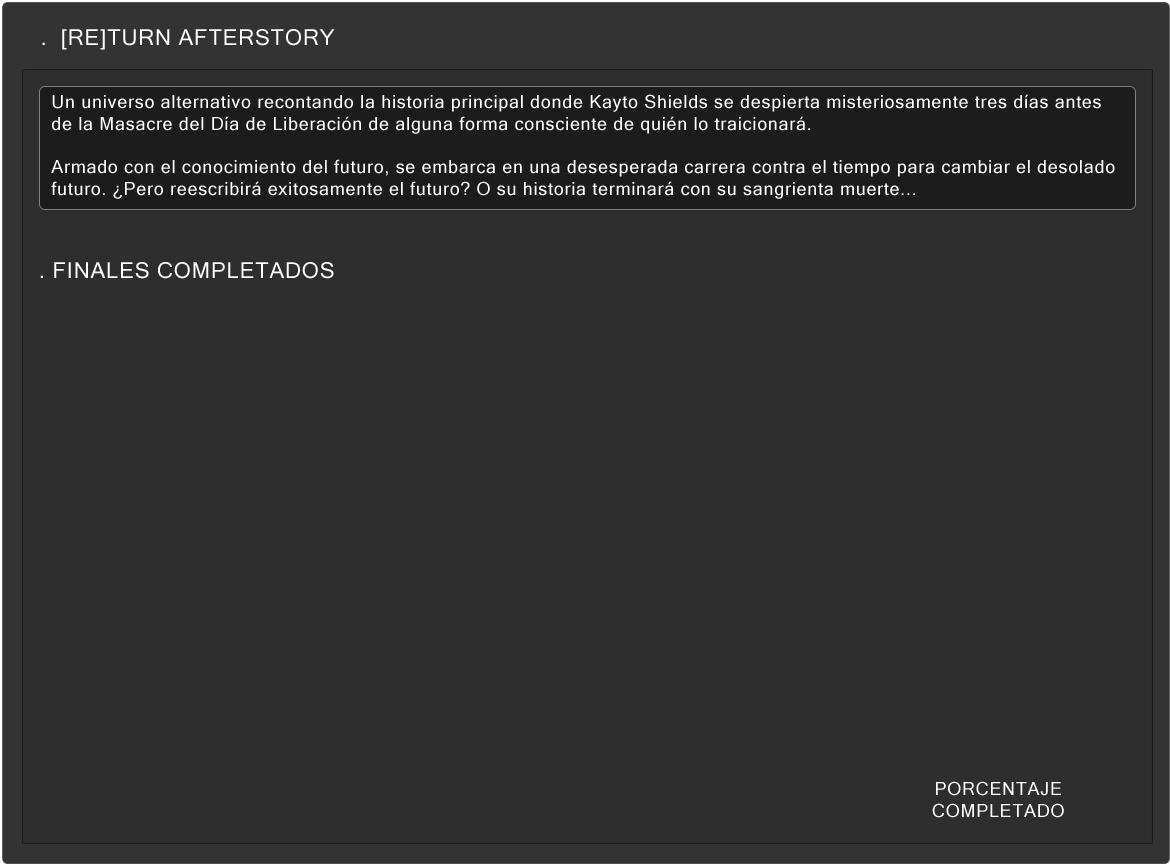 . [RE]TURN AFTERSTORY
Un universo alternativo recontando la historia principal donde Kayto Shields se despierta misteriosamente tres días antes
de la Masacre del Día de Liberación de alguna forma consciente de quién lo traicionará.
Armado con el conocimiento del futuro, se embarca en una desesperada carrera contra el tiempo para cambiar el desolado
futuro. ¿Pero reescribirá exitosamente el futuro? O su historia terminará con su sangrienta muerte...
. FINALES COMPLETADOS
PORCENTAJE
COMPLETADO